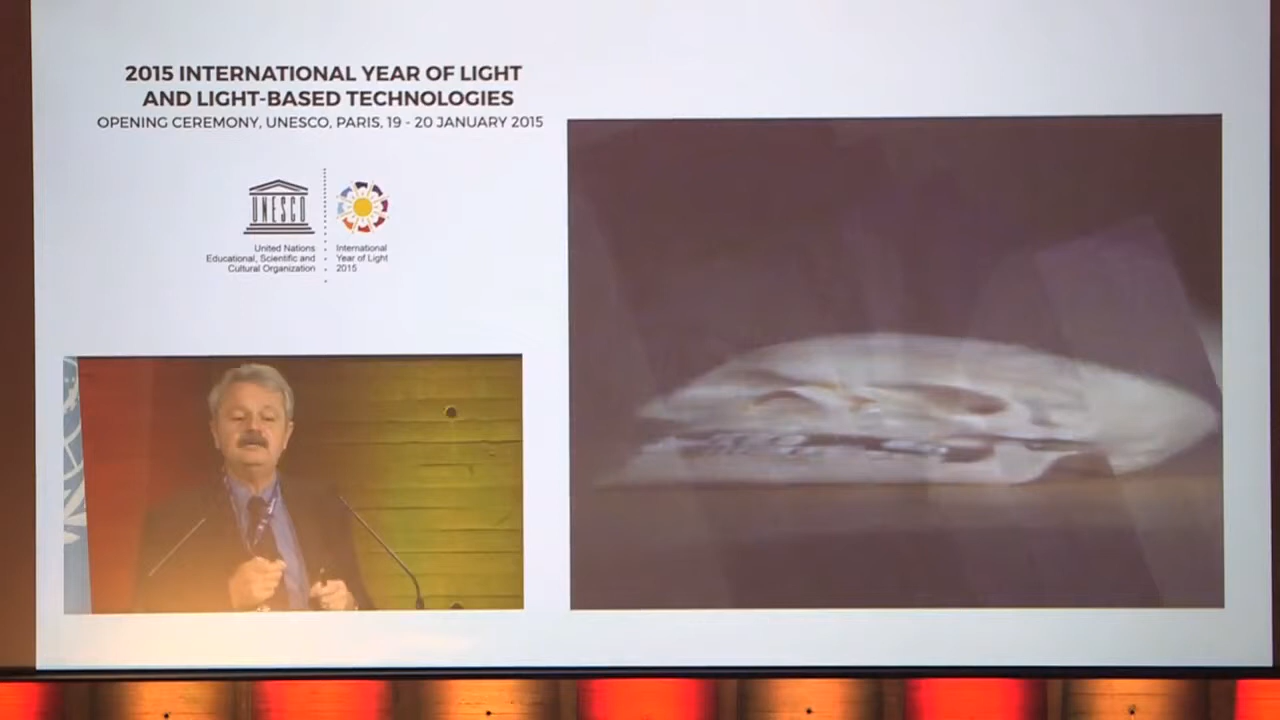 2015 INTERNATIONAL YEAR OF LIGHT
AND LIGHT-BASED TECHNOLOGIES
OPENING CEREMONY, UNESCO, PARIS, 19 - 20 JANUARY 2015
UNESCO
United Nations
Educational, Scientific and
Cultural Organization
International
Year of Light
2015